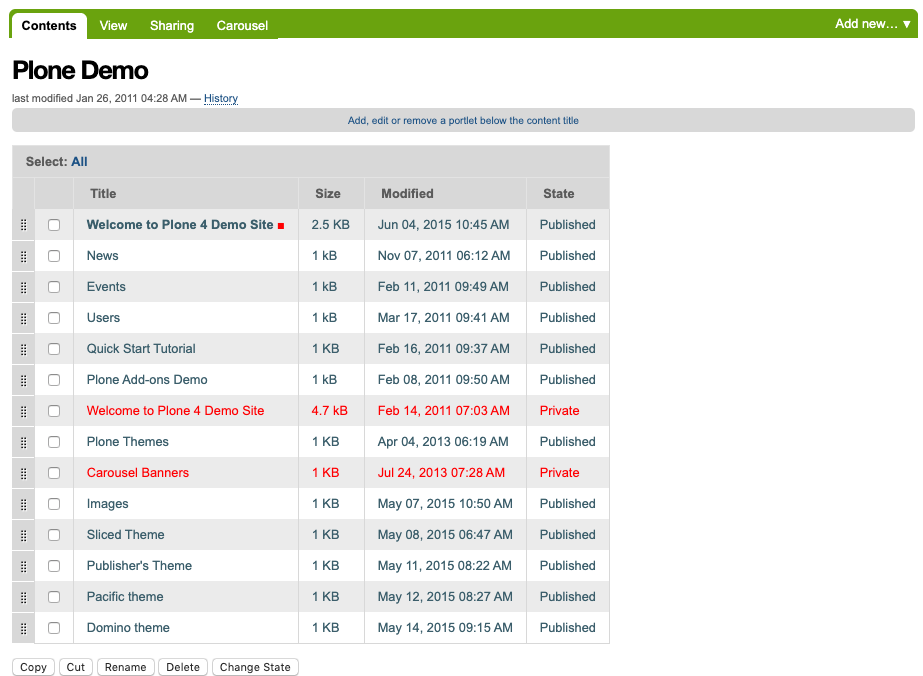 Contents View Sharing Carousel Add new… ▼
Plone Demo
last modified Jan 26, 2011 04:28 AM — History
Add, edit or remove a portlet below the content title
Select: All
Title Size Modified State
Welcome to Plone 4 Demo Site 2.5 KB Jun 04, 2015 10:45 AM Published
News 1 kB Nov 07, 2011 06:12 AM Published
Events 1 kB Feb 11, 2011 09:49 AM Published
Users 1 kB Mar 17, 2011 09:41 AM Published
Quick Start Tutorial 1 KB Feb 16, 2011 09:37 AM Published
Plone Add-ons Demo 1 kB Feb 08, 2011 09:50 AM Published
Welcome to Plone 4 Demo Site 4.7 kB Feb 14, 2011 07:03 AM Private
Plone Themes 1 KB Apr 04, 2013 06:19 AM Published
Carousel Banners 1 KB Jul 24, 2013 07:28 AM Private
Images 1 KB May 07, 2015 10:50 AM Published
Sliced Theme 1 KB May 08, 2015 06:47 AM Published
Publisher's Theme 1 KB May 11, 2015 08:22 AM Published
Pacific theme 1 KB May 12, 2015 08:27 AM Published
Domino theme 1 KB May 14, 2015 09:15 AM Published
Copy Cut Rename Delete Change State